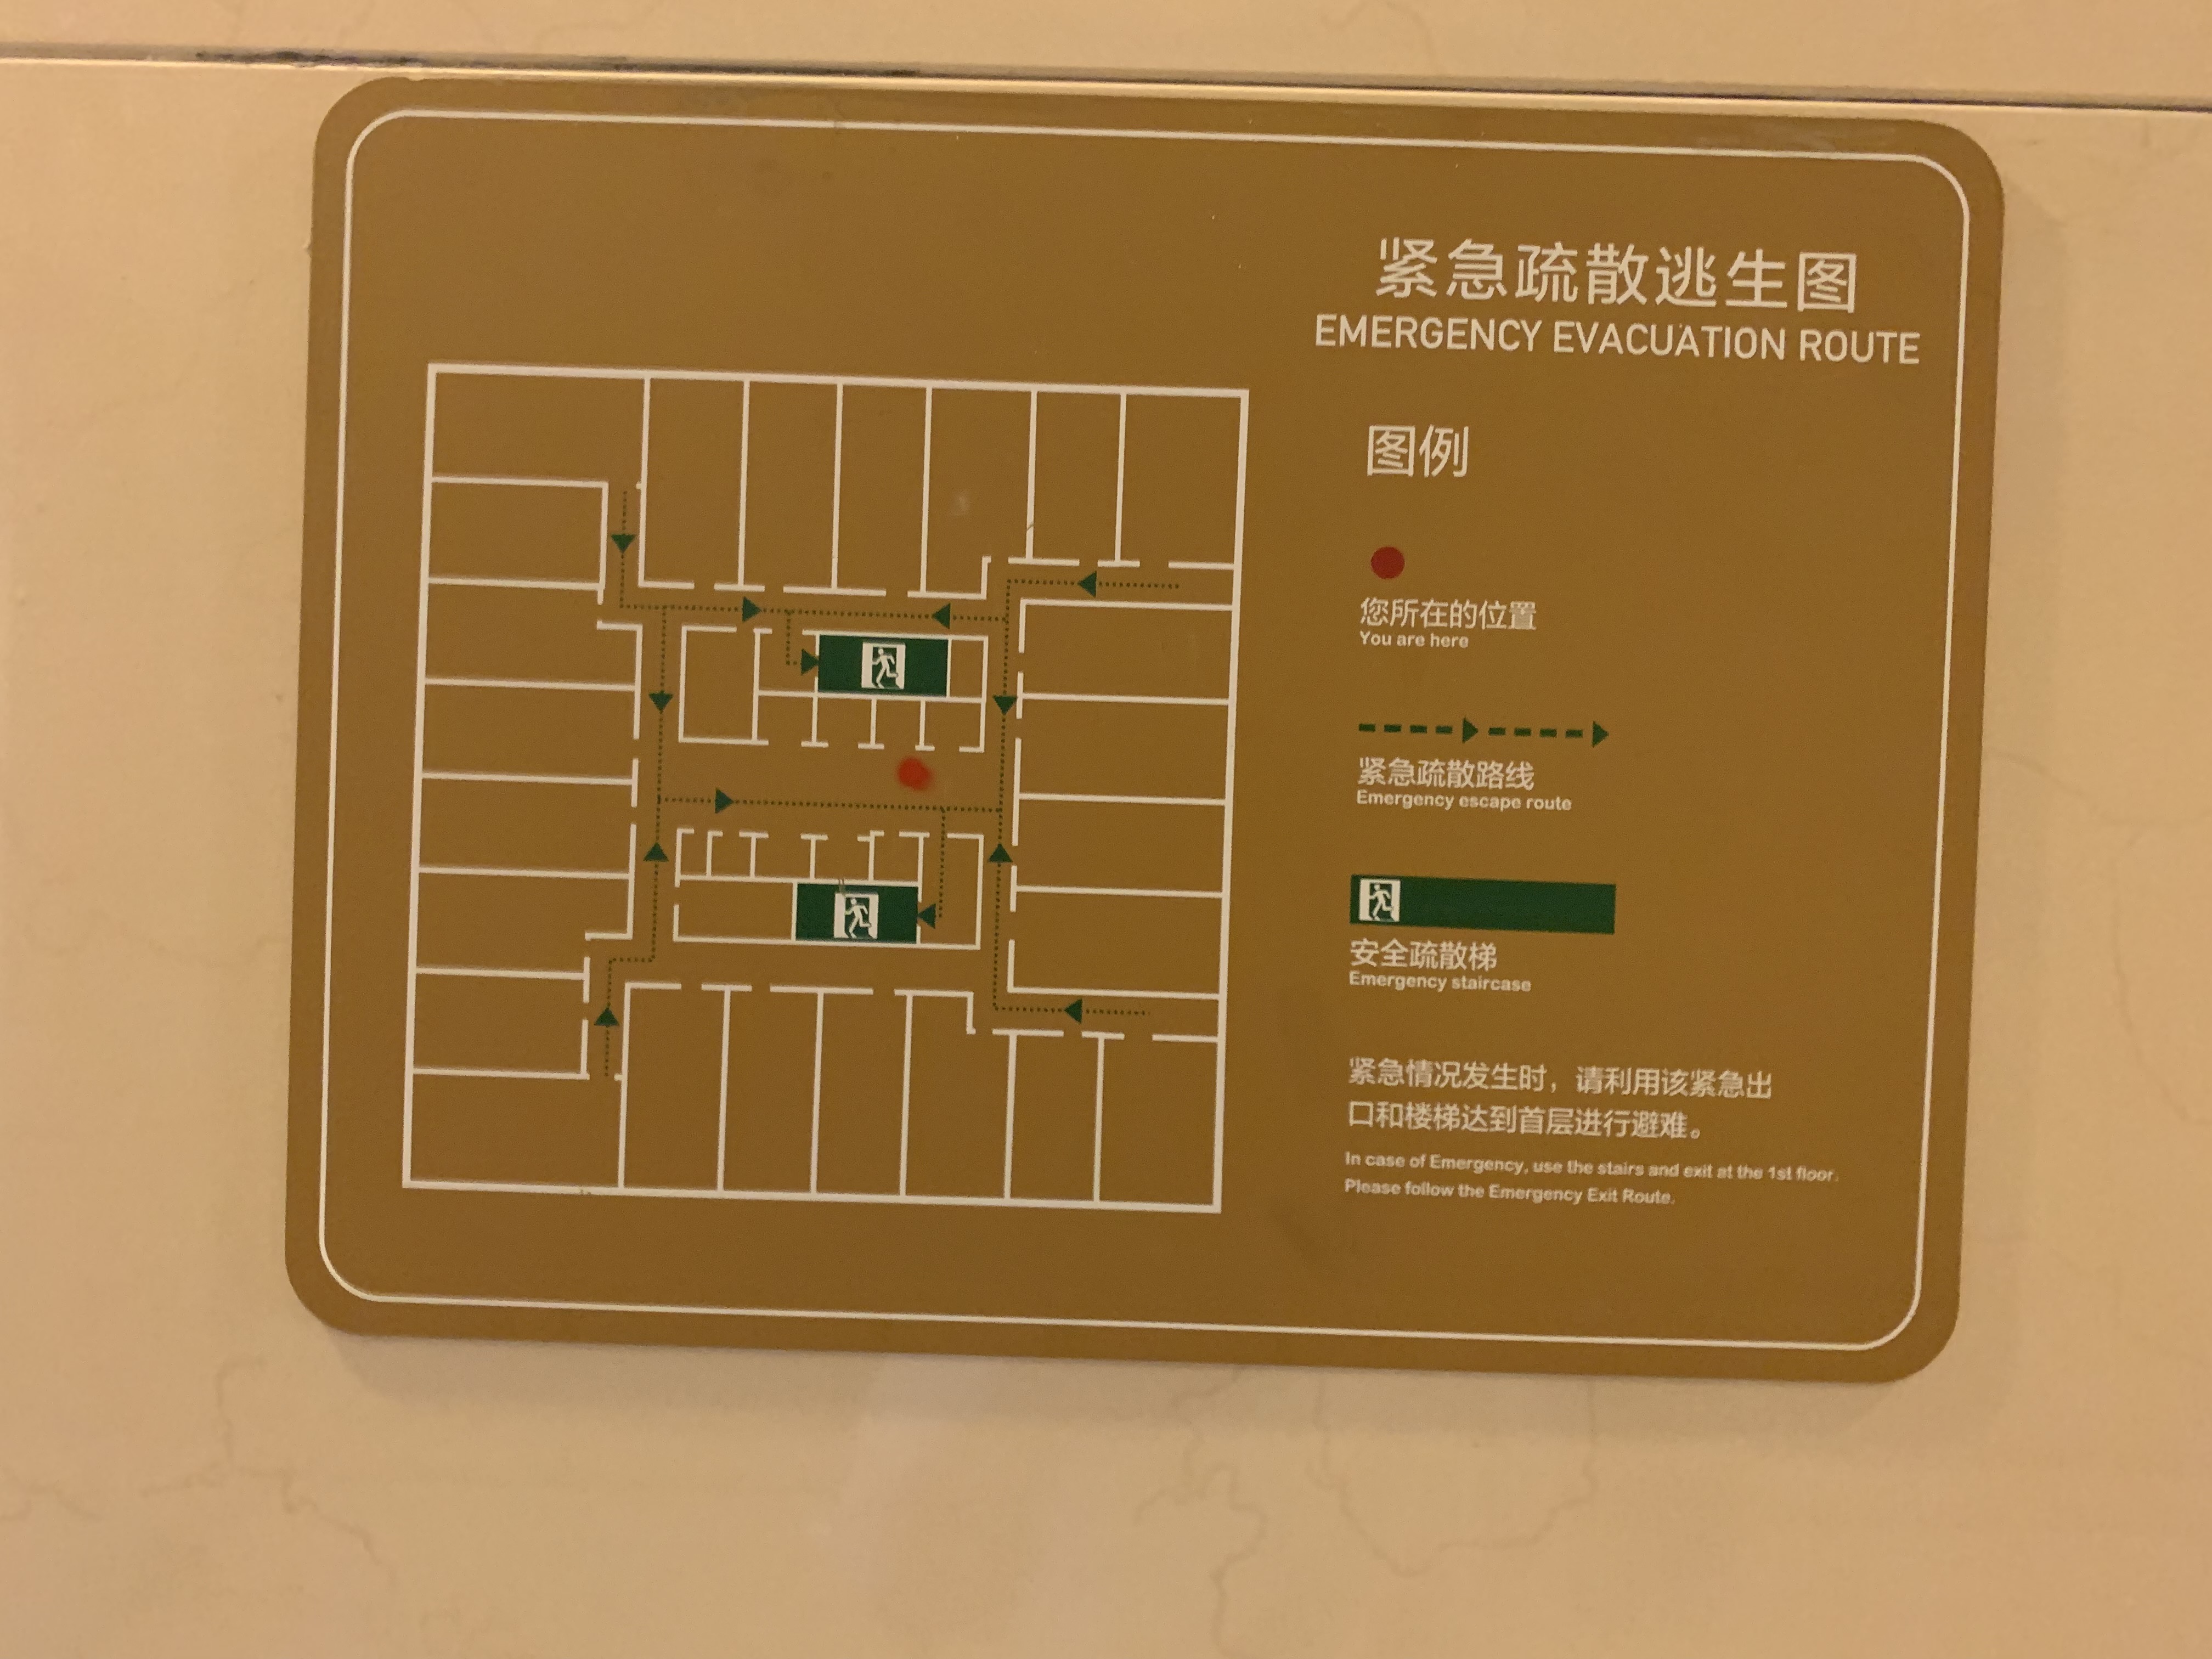 紧急疏散逃生图
EMERGENCY EVACUATION ROUTE
图例
您所在的位置
You are here
紧急疏散路线
Emergency escape route
安全疏散梯
Emergency staircase
紧急情况发生时，请利用该紧急出
口和楼梯达到首层进行避难。
In case of Emergency, use the stairs and exit at the 1st floor.
Please follow the Emergency Exit Route.